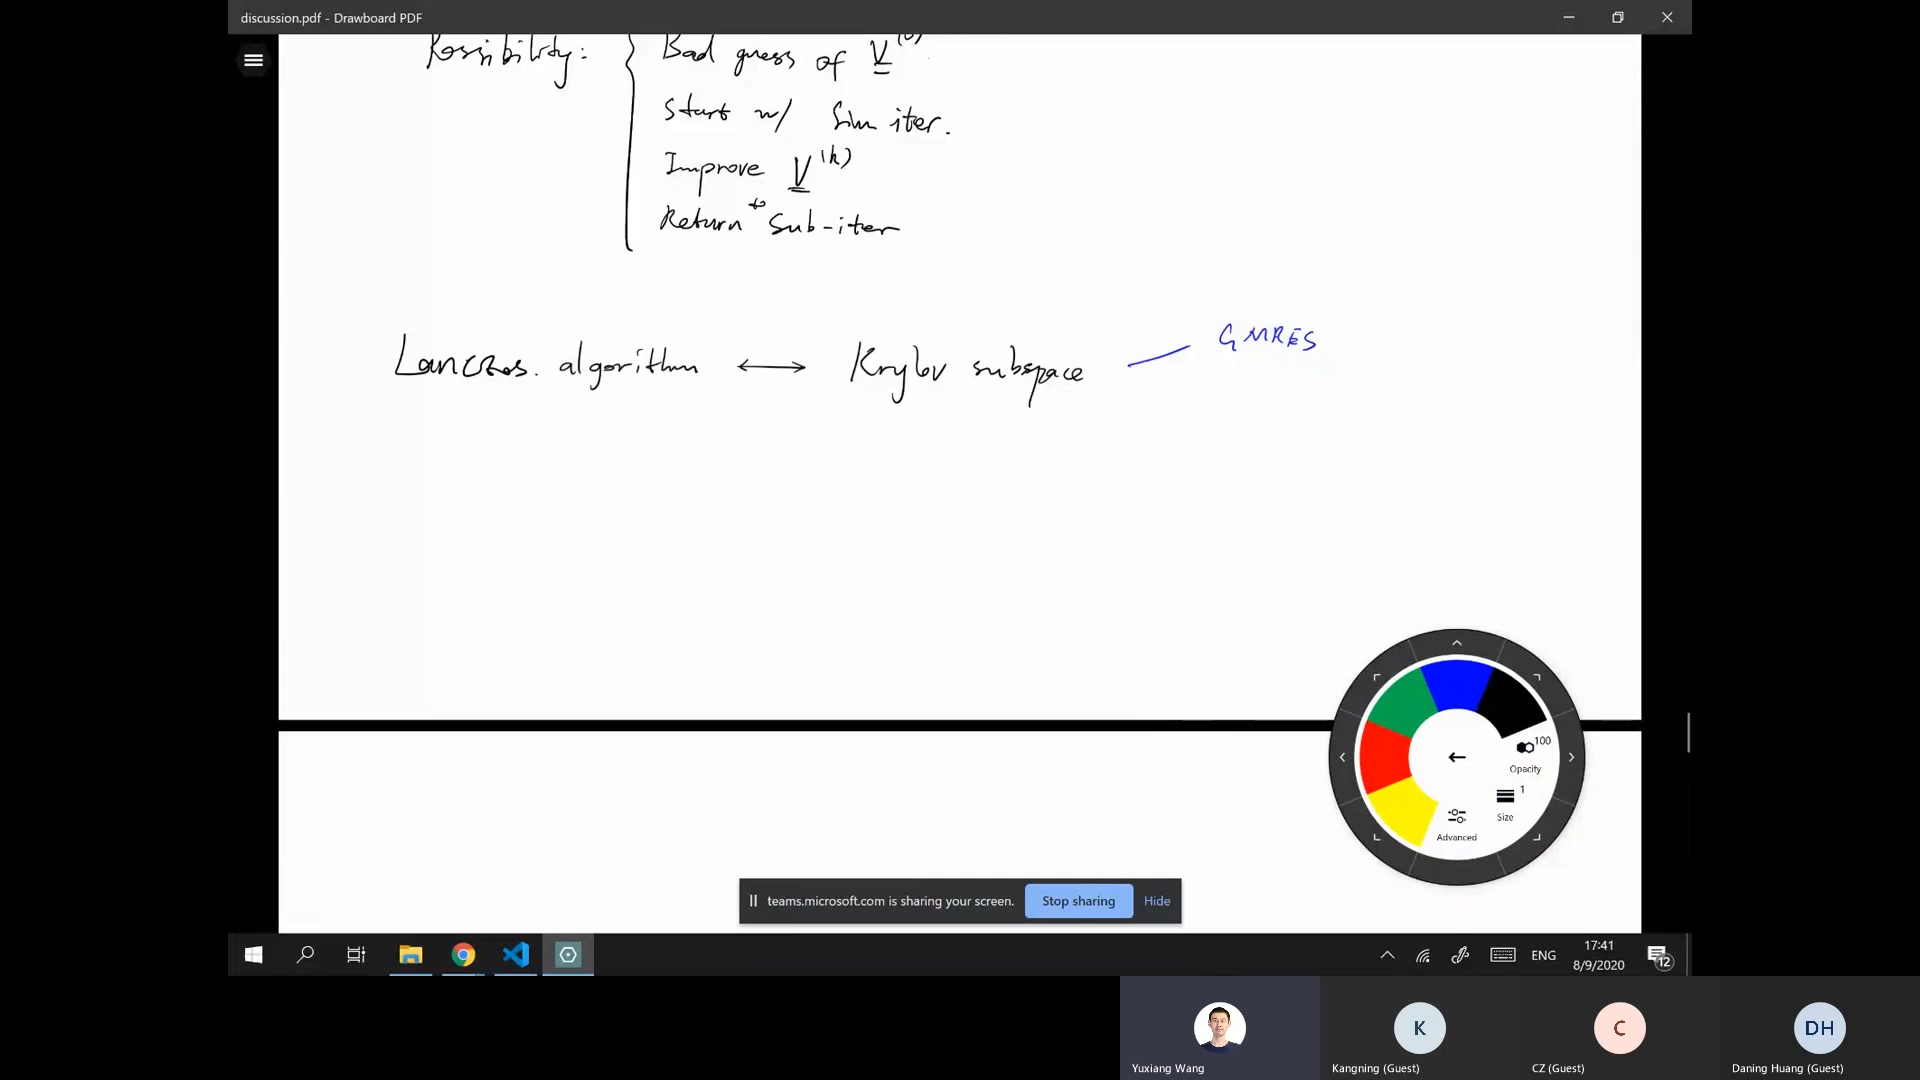 discussion.pdf - Drawboard PDF
Possibility: { Bad guess of V^(0).
Start w/ Sim iter.
Improve V^(k)
Return to Sub-iter
Lanczos. algorithm ⟷ Krylov subspace — GMRES
100
Opacity
1
Size
Advanced
teams.microsoft.com is sharing your screen. Stop sharing Hide
ENG
17:41
8/9/2020
12
K
C
DH
Yuxiang Wang
Kangning (Guest)
CZ (Guest)
Daning Huang (Guest)